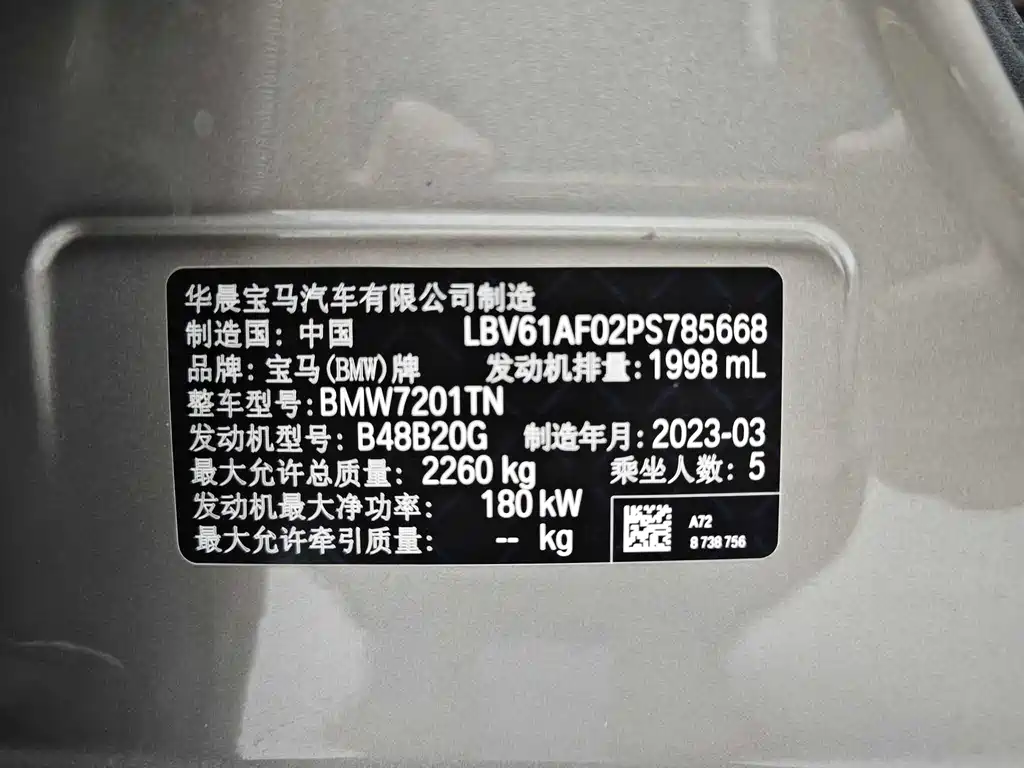 华晨宝马汽车有限公司制造
制造国: 中国 LBV61AF02PS785668
品牌: 宝马(BMW)牌 发动机排量: 1998 mL
整车型号: BMW7201TN
发动机型号: B48B20G 制造年月: 2023-03
最大允许总质量: 2260 kg 乘坐人数: 5
发动机最大净功率: 180 kW
最大允许牵引质量: -- kg
A72
8 738 756